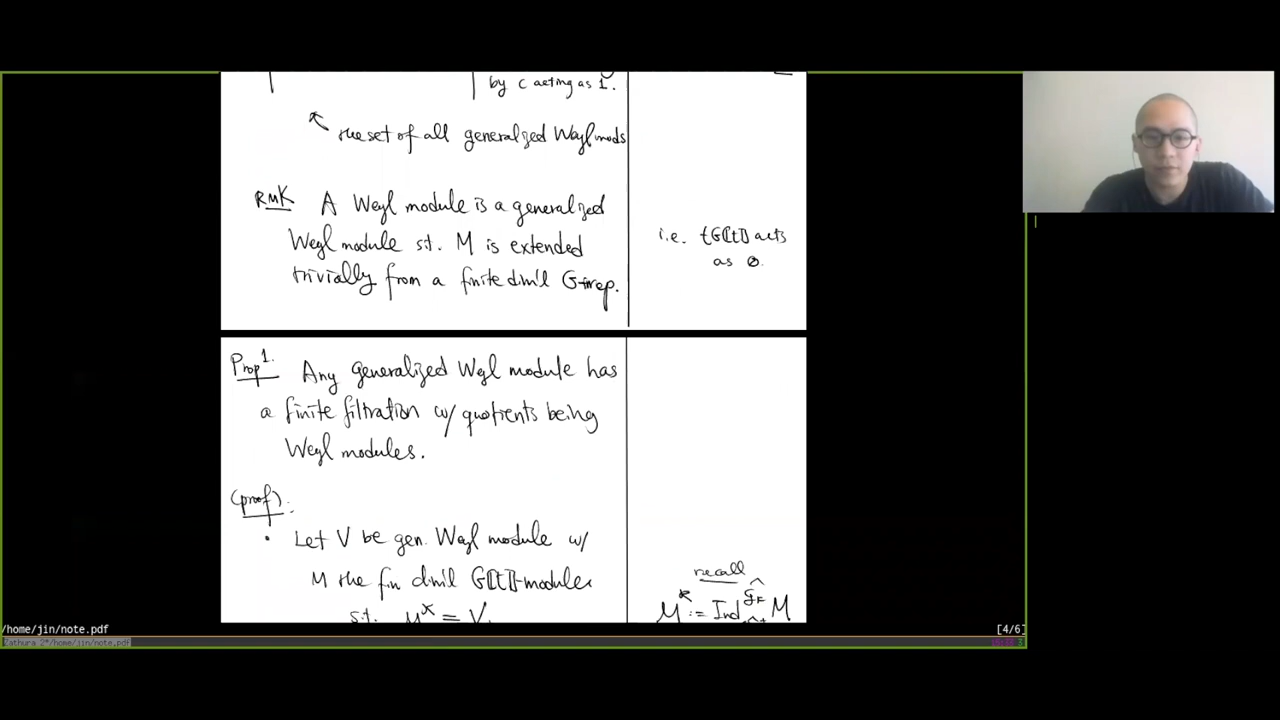 by c acting as 1.
the set of all generalized Weyl mods
RMK A Weyl module is a generalized
Weyl module s.t. M is extended
trivially from a finite dim'l G-rep.
i.e. tG[[t]] acts
as 0.
Prop 1. Any generalized Weyl module has
a finite filtration w/ quotients being
Weyl modules.
(prof).
• Let V be gen. Weyl module w/
M the fin dim'l G[[t]]-module
s.t. M^k = V.
recall
M^k := Ind M
/home/jin/note.pdf
[4/6]